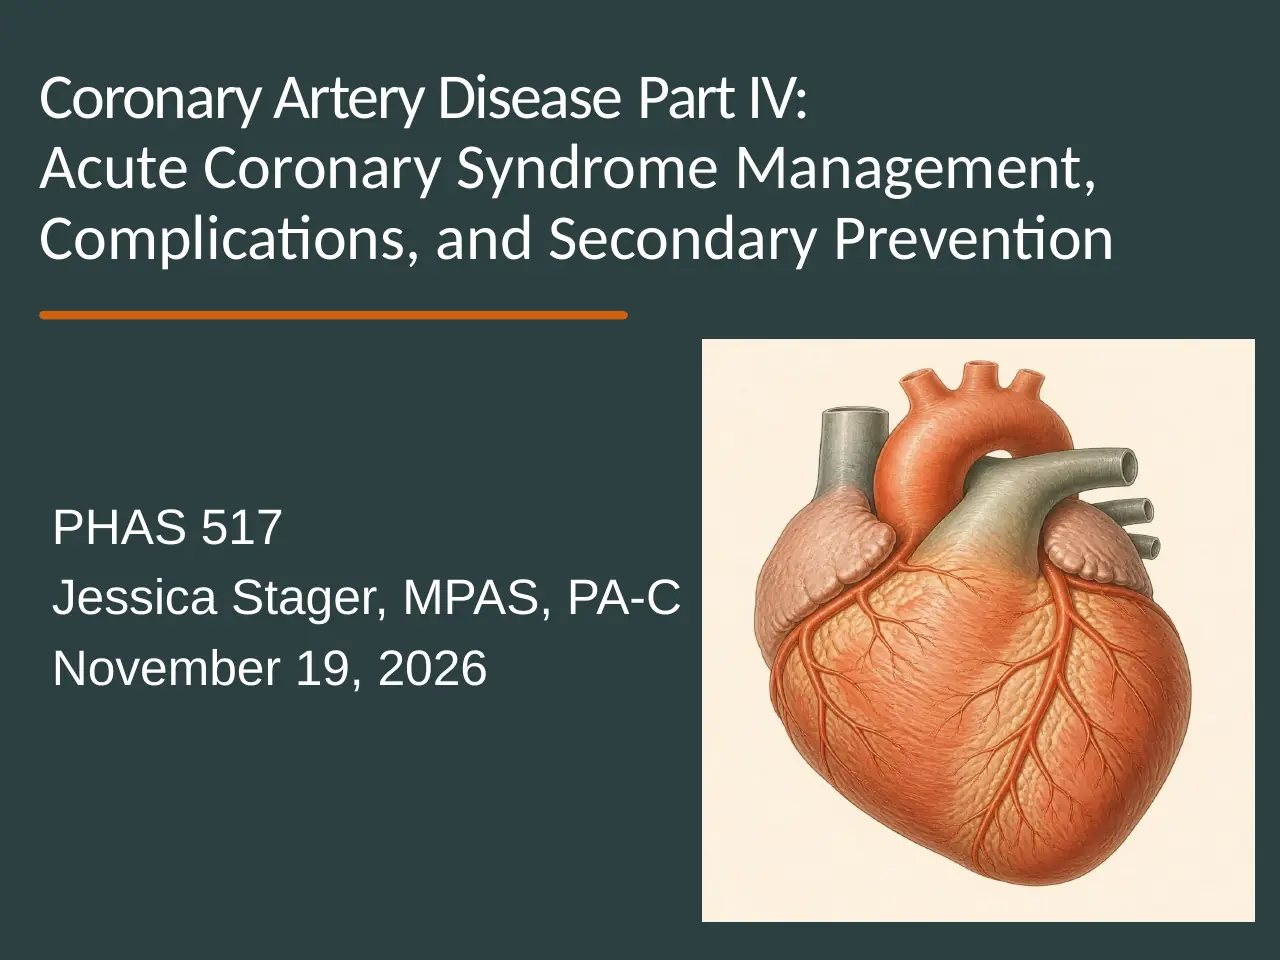 Coronary Artery Disease Part IV:
Acute Coronary Syndrome Management,
Complications, and Secondary Prevention
PHAS 517
Jessica Stager, MPAS, PA-C
November 19, 2026